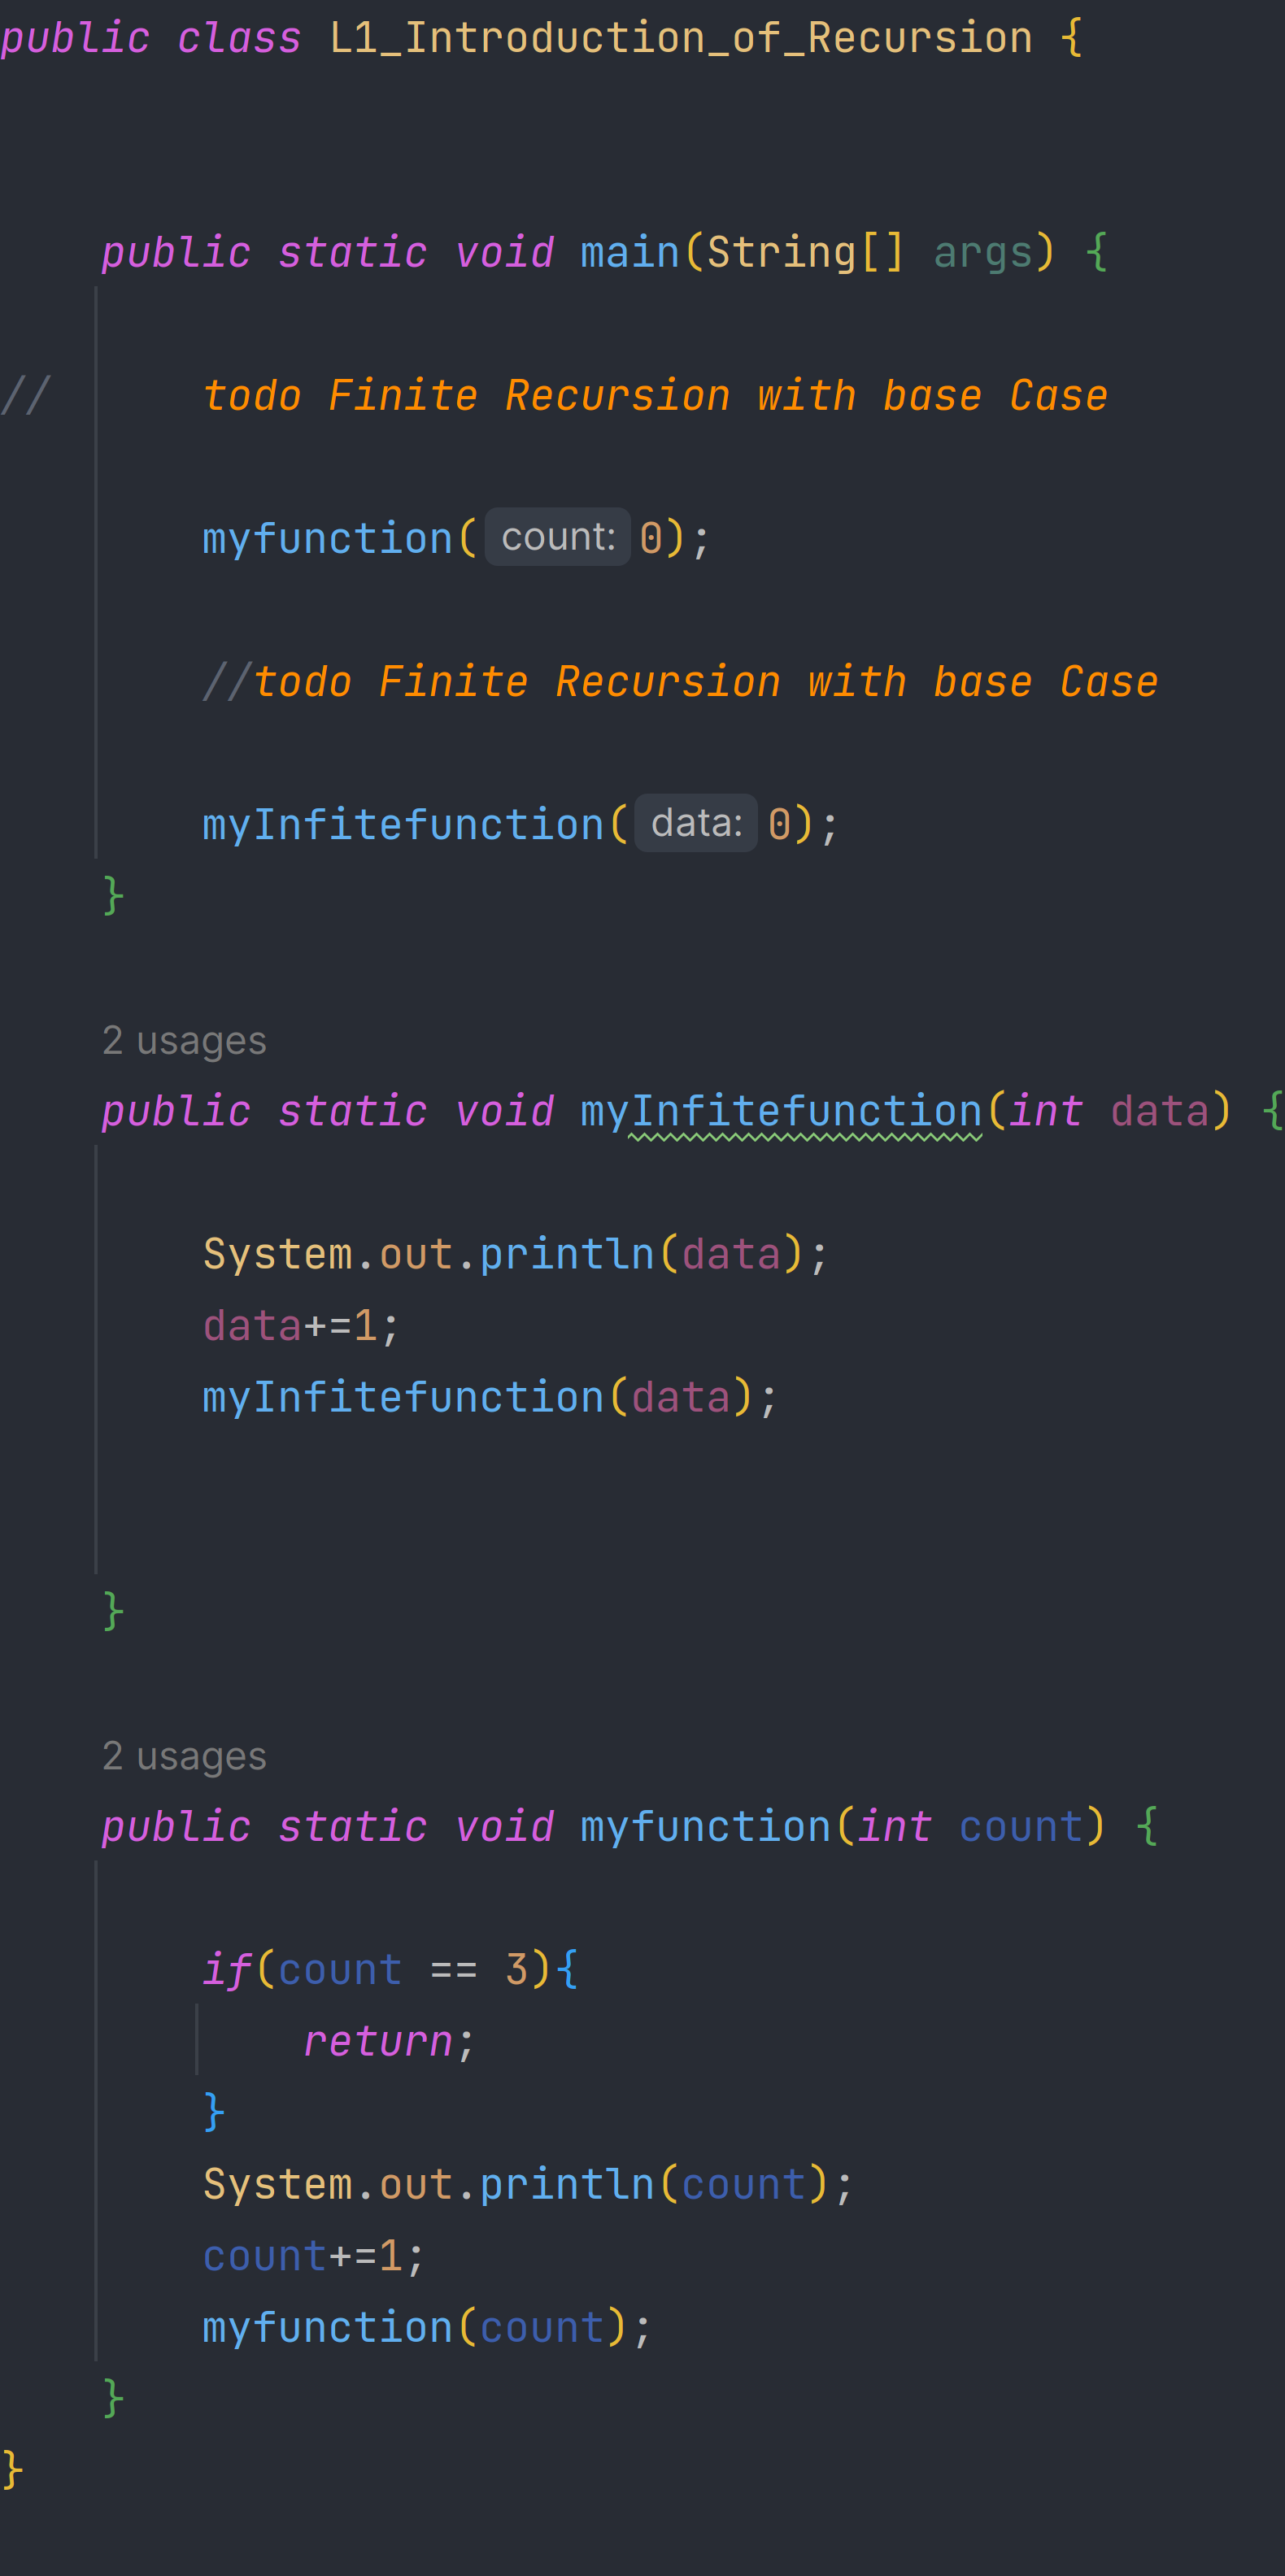 public class L1_Introduction_of_Recursion {
public static void main(String[] args) {
//      todo Finite Recursion with base Case
myfunction( count: 0);
//todo Finite Recursion with base Case
myInfitefunction( data: 0);
}
2 usages
public static void myInfitefunction(int data) {
System.out.println(data);
data+=1;
myInfitefunction(data);
}
2 usages
public static void myfunction(int count) {
if(count == 3){
return;
}
System.out.println(count);
count+=1;
myfunction(count);
}
}